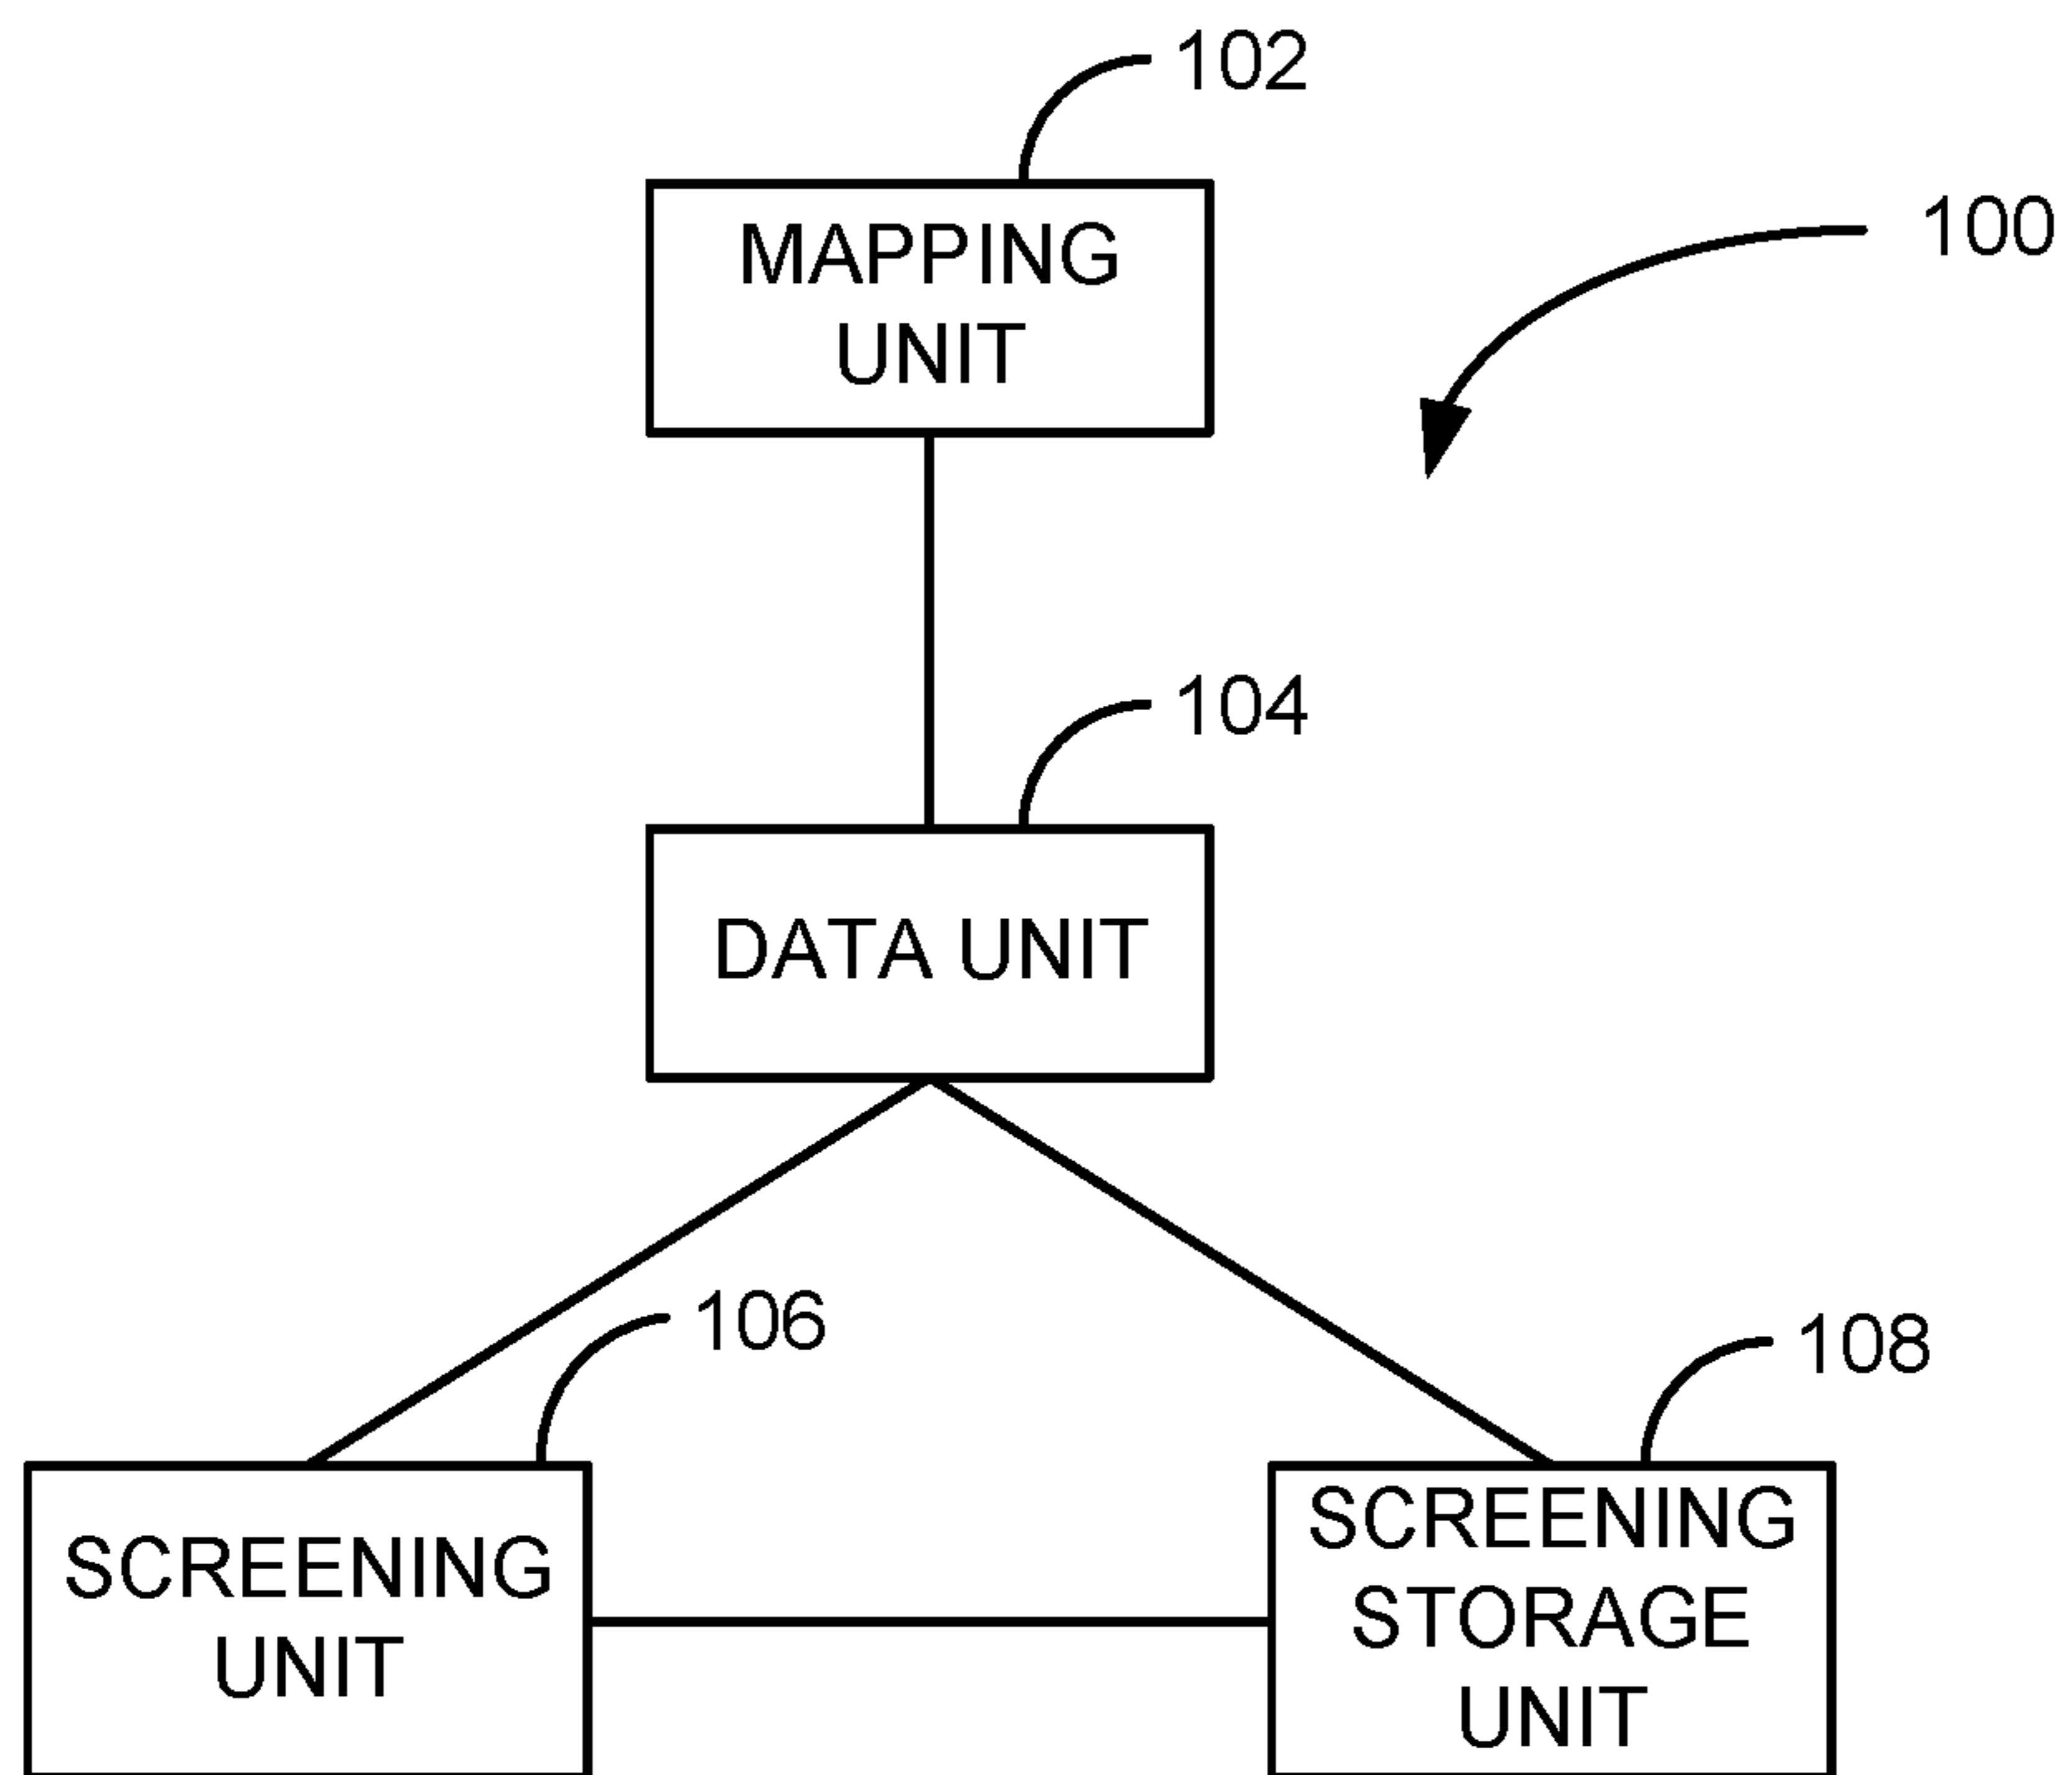 102
100
MAPPING
UNIT
104
DATA UNIT
106
108
SCREENING
UNIT
SCREENING
STORAGE
UNIT